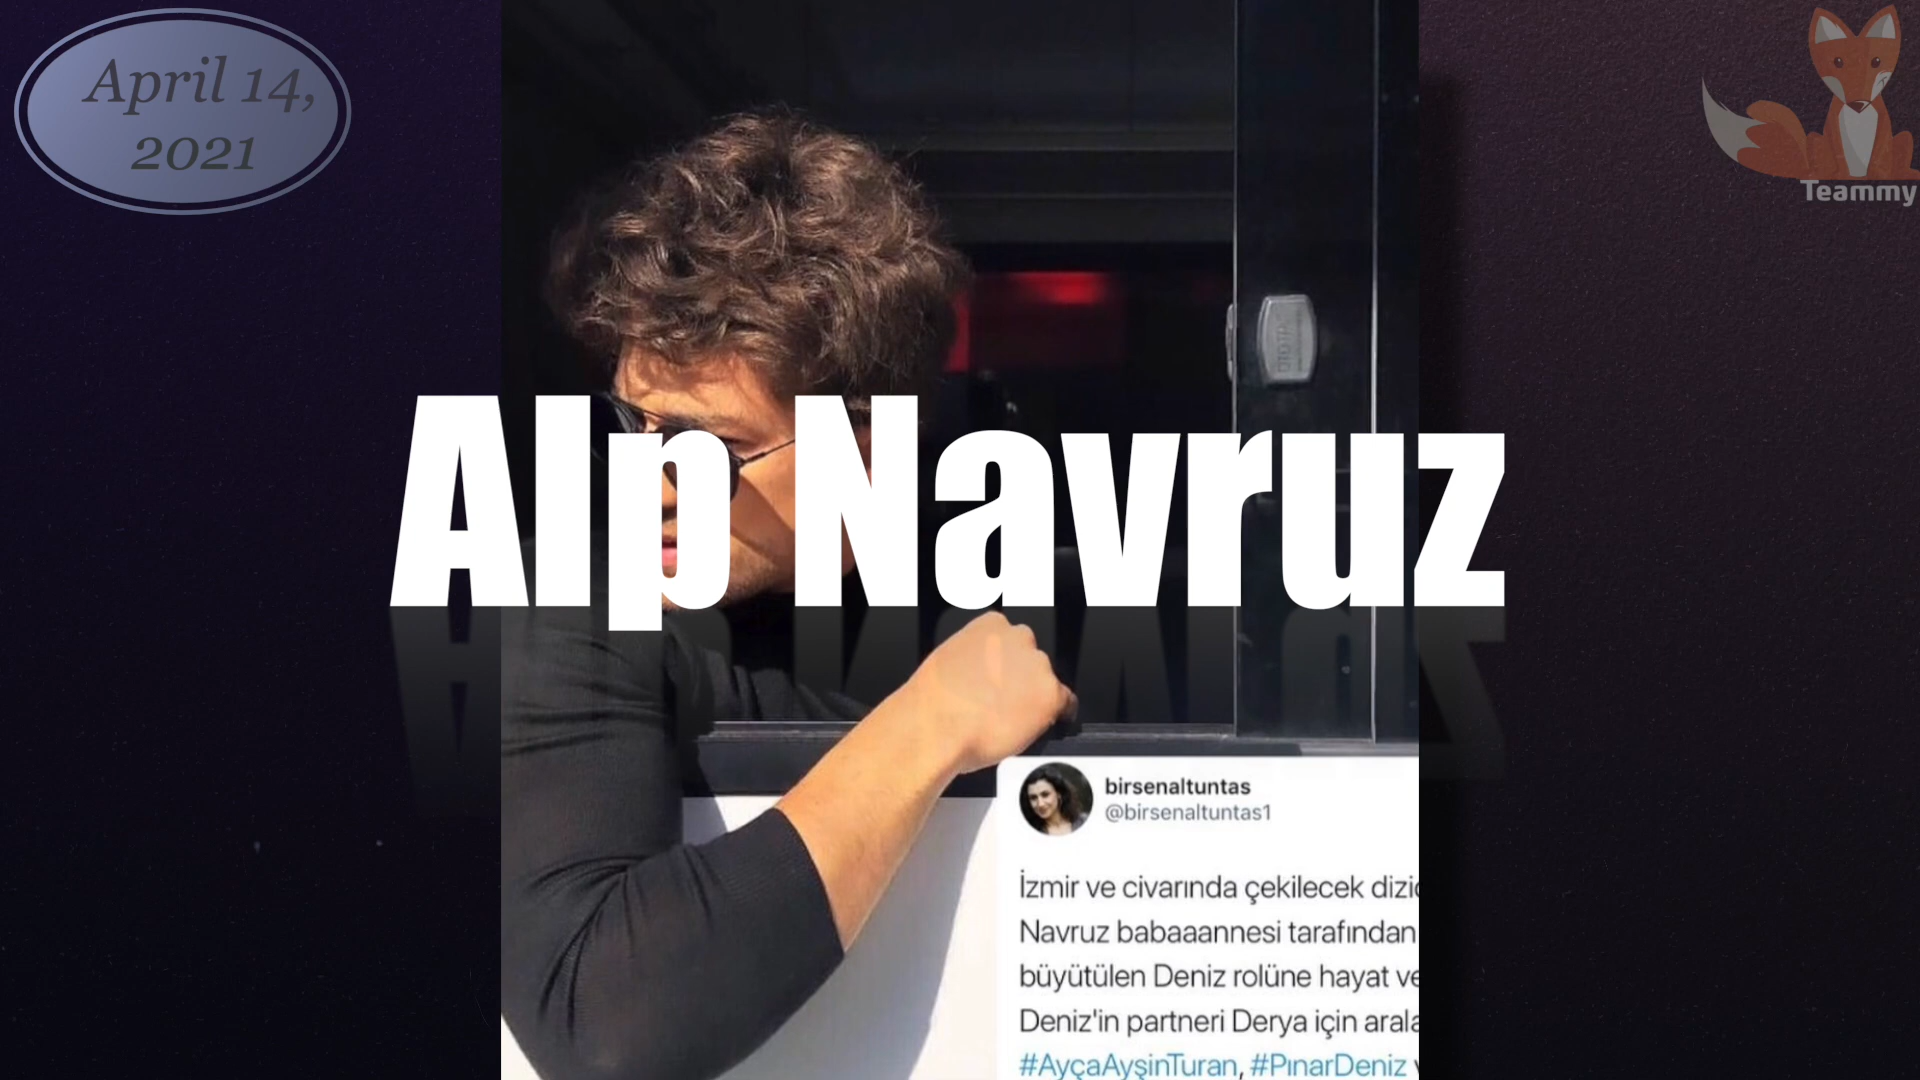 April 14,
2021
Teammy
Alp Navruz
birsenaltuntas
@birsenaltuntas1
İzmir ve civarında çekilecek dizi
Navruz babaaannesi tarafından
büyütülen Deniz rolüne hayat ve
Deniz'in partneri Derya için arala
#AyçaAyşinTuran, #PınarDeniz